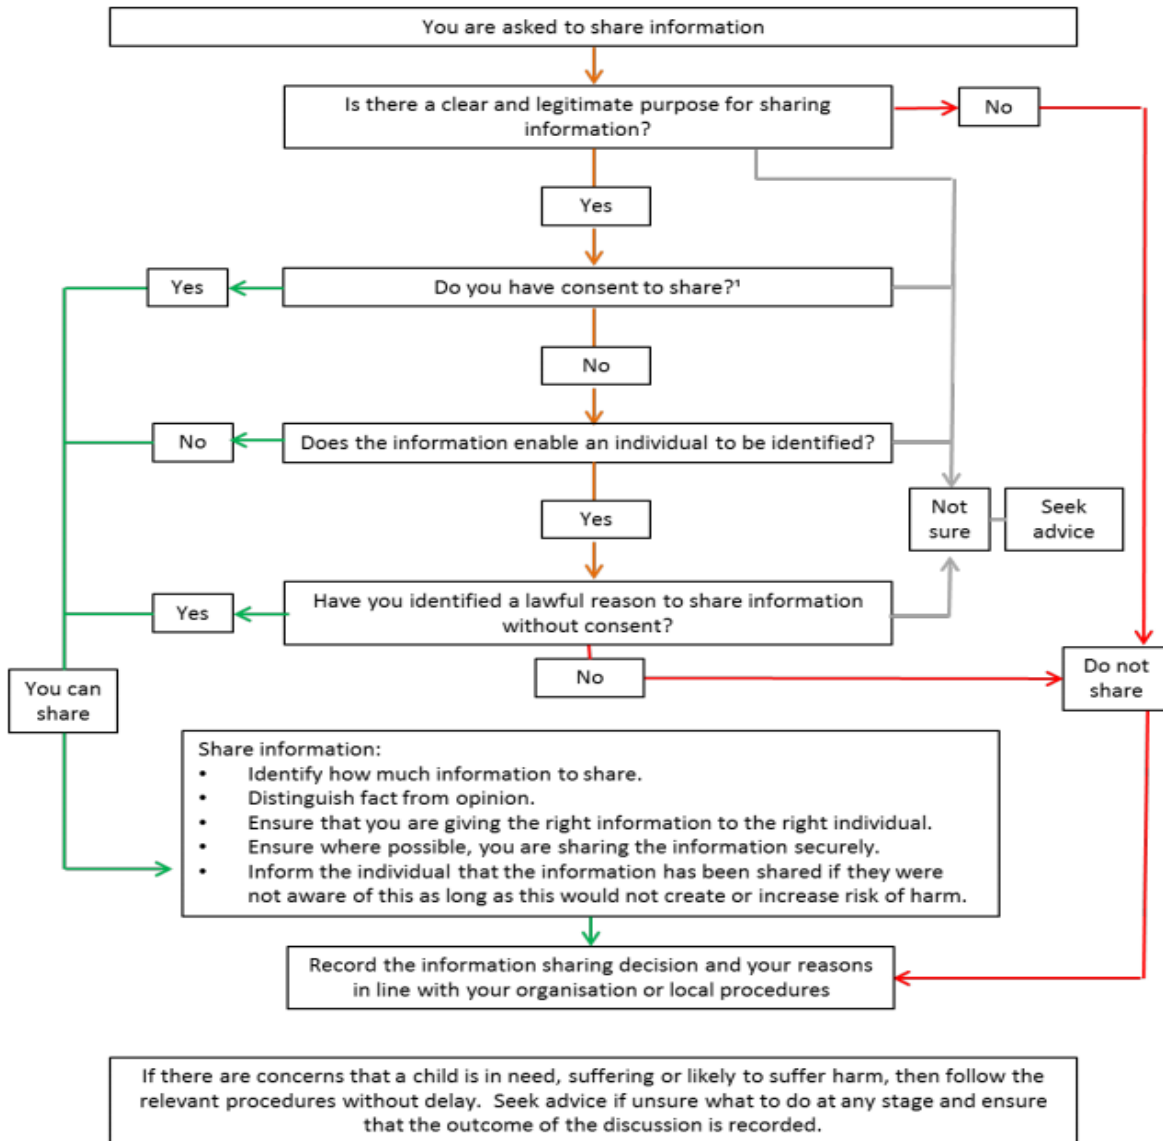 You are asked to share information
Is there a clear and legitimate purpose for sharing
information?
No
Yes
Yes
Do you have consent to share?¹
No
No
Does the information enable an individual to be identified?
Yes
Not
sure
Seek
advice
Yes
Have you identified a lawful reason to share information
without consent?
No
Do not
share
You can
share
Share information:
• Identify how much information to share.
• Distinguish fact from opinion.
• Ensure that you are giving the right information to the right individual.
• Ensure where possible, you are sharing the information securely.
• Inform the individual that the information has been shared if they were
not aware of this as long as this would not create or increase risk of harm.
Record the information sharing decision and your reasons
in line with your organisation or local procedures
If there are concerns that a child is in need, suffering or likely to suffer harm, then follow the
relevant procedures without delay.  Seek advice if unsure what to do at any stage and ensure
that the outcome of the discussion is recorded.